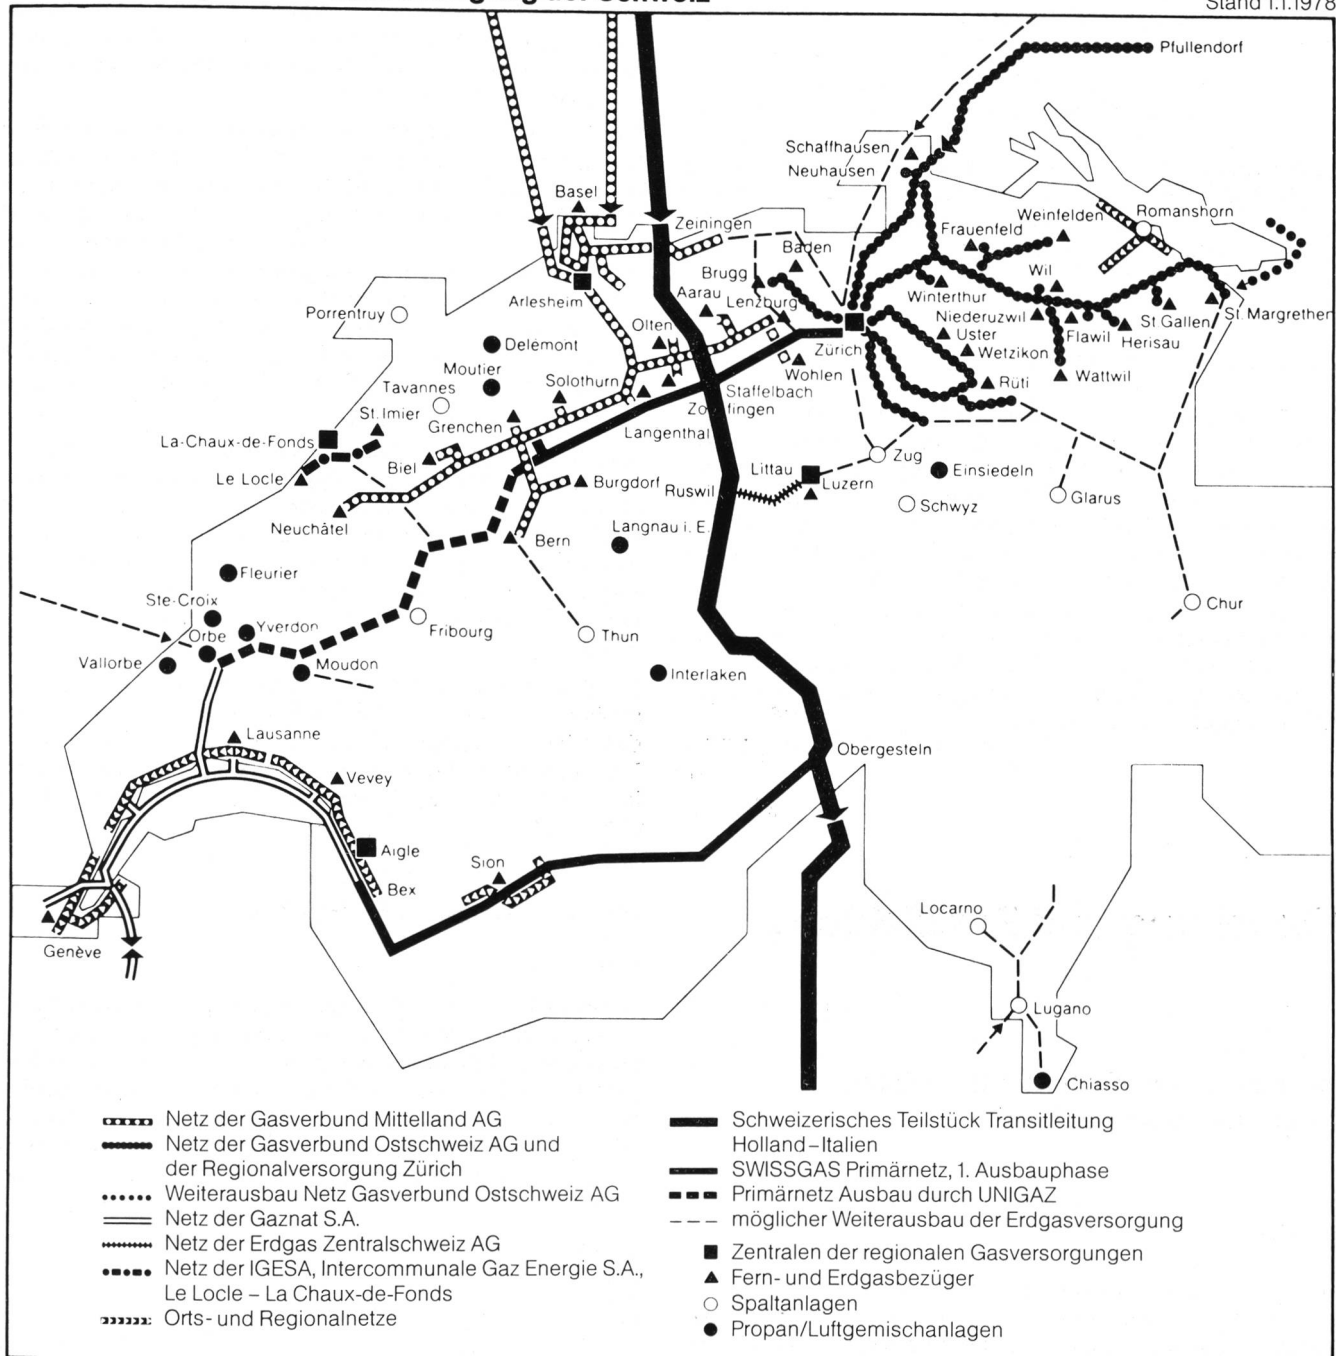 Stand 1.1.1978
Pfullendorf
Schaffhausen
Neuhausen
Basel
Zeiningen
Weinfelden
Romanshorn
Frauenfeld
Baden
Brugg
Wil
Arlesheim
Aarau
Lenzburg
Winterthur
Porrentruy
Olten
Niederuzwil
St. Gallen
St. Margrethen
Uster
Flawil
Herisau
Delémont
Zürich
Wetzikon
Moutier
Wohlen
Rüti
Wattwil
Tavannes
Solothurn
Staffelbach
St. Imier
Zofingen
Grenchen
Langenthal
La-Chaux-de-Fonds
Zug
Biel
Littau
Einsiedeln
Le Locle
Burgdorf
Ruswil
Luzern
Glarus
Schwyz
Neuchâtel
Langnau i. E.
Bern
Fleurier
Ste-Croix
Chur
Yverdon
Fribourg
Orbe
Thun
Vallorbe
Moudon
Interlaken
Lausanne
Obergesteln
Vevey
Aigle
Sion
Bex
Locarno
Genève
Lugano
Chiasso
Netz der Gasverbund Mittelland AG
Netz der Gasverbund Ostschweiz AG und
der Regionalversorgung Zürich
Weiterausbau Netz Gasverbund Ostschweiz AG
Netz der Gaznat S.A.
Netz der Erdgas Zentralschweiz AG
Netz der IGESA, Intercommunale Gaz Energie S.A.,
Le Locle – La Chaux-de-Fonds
Orts- und Regionalnetze
Schweizerisches Teilstück Transitleitung
Holland–Italien
SWISSGAS Primärnetz, 1. Ausbauphase
Primärnetz Ausbau durch UNIGAZ
möglicher Weiterausbau der Erdgasversorgung
Zentralen der regionalen Gasversorgungen
Fern- und Erdgasbezüger
Spaltanlagen
Propan/Luftgemischanlagen